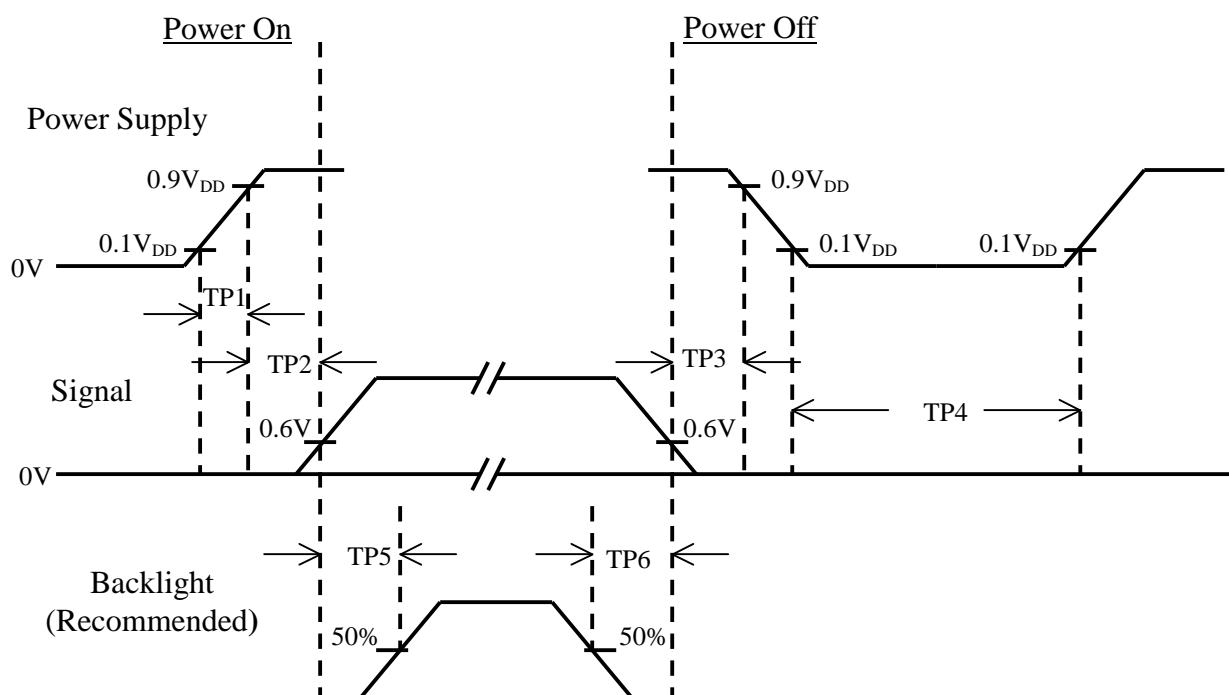 Power On
Power Off
Power Supply
0.9VDD
0.9VDD
0.1VDD
0.1VDD
0.1VDD
0V
TP1
TP2
TP3
Signal
TP4
0.6V
0.6V
0V
TP5
TP6
Backlight
(Recommended)
50%
50%